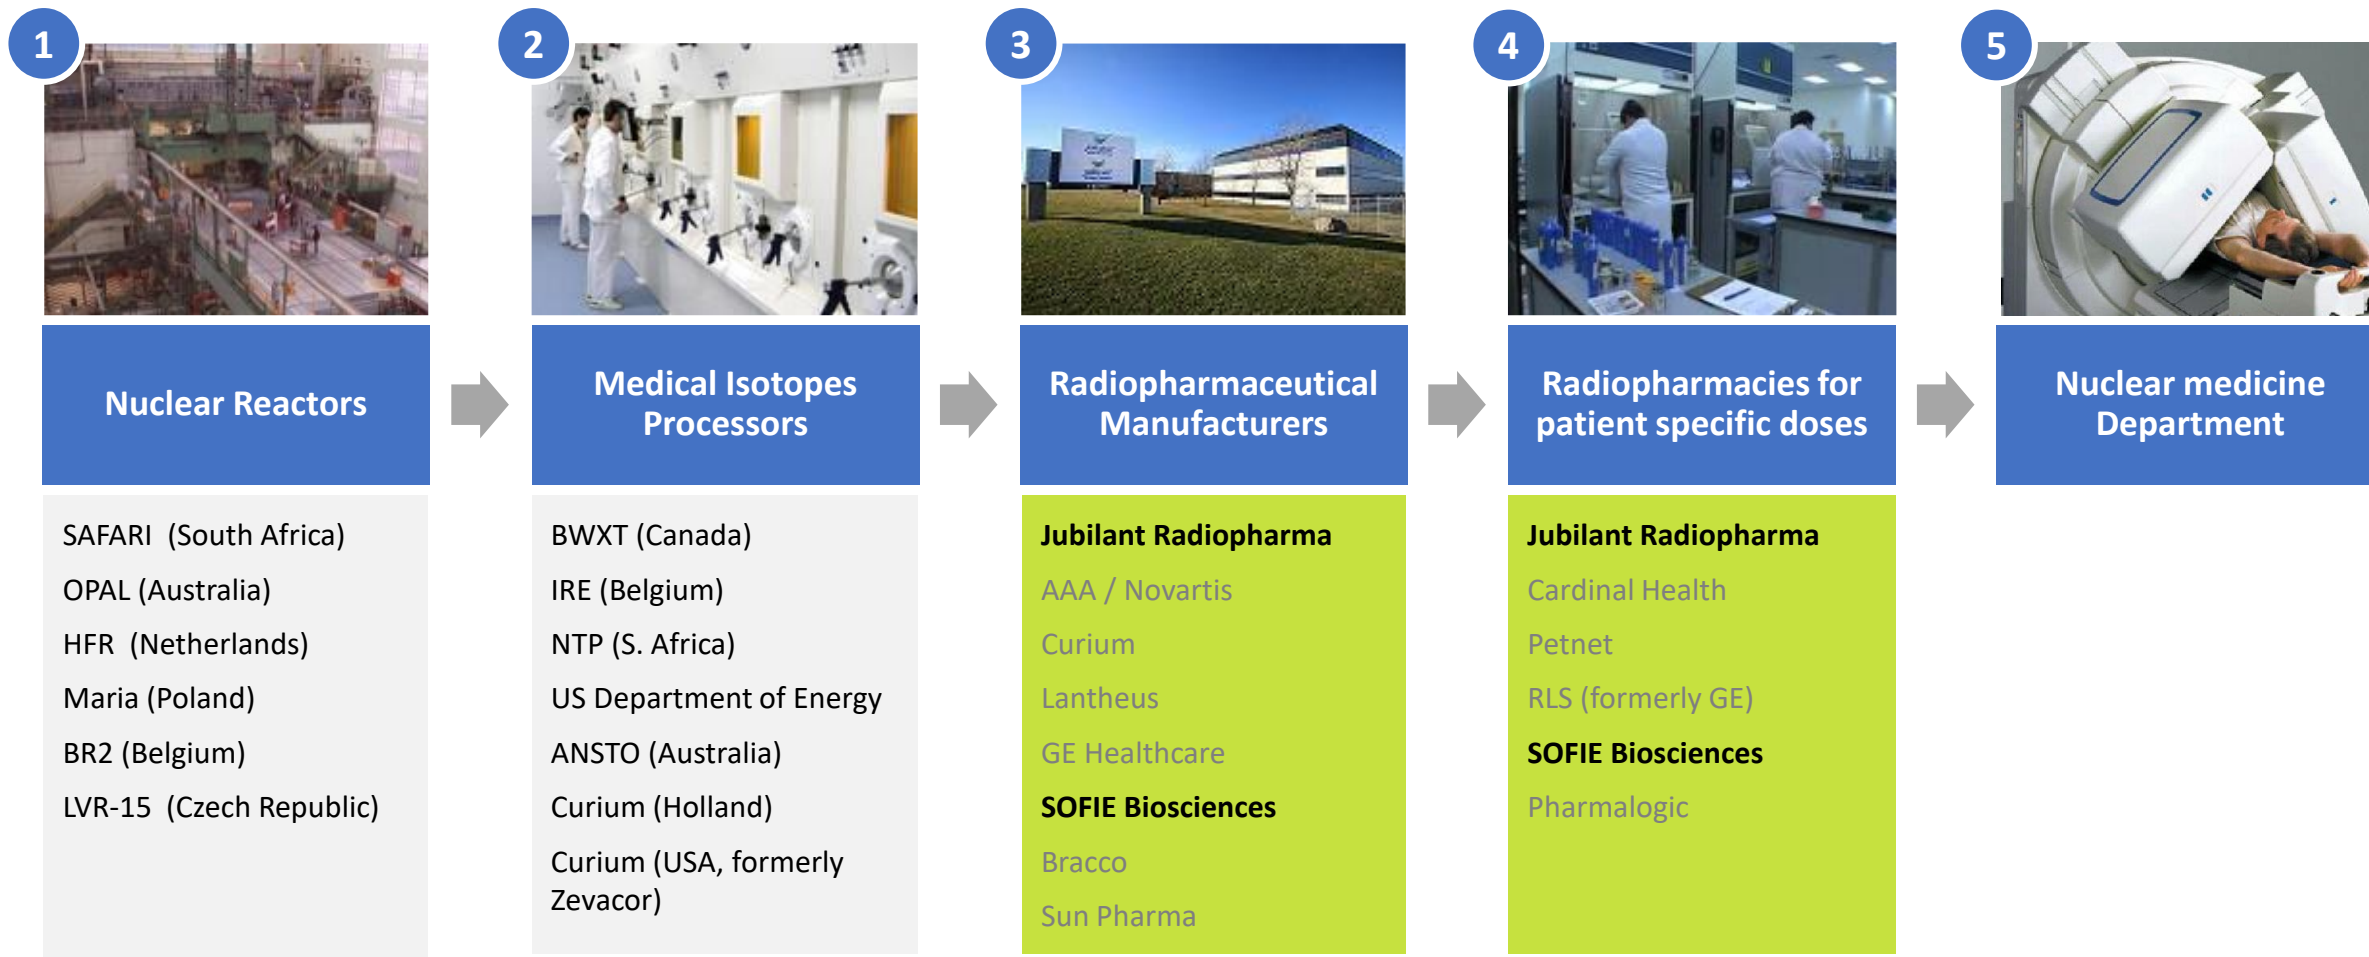 1
2
3
4
5
Nuclear Reactors
Medical Isotopes
Processors
Radiopharmaceutical
Manufacturers
Radiopharmacies for
patient specific doses
Nuclear medicine
Department
SAFARI  (South Africa)
OPAL (Australia)
HFR  (Netherlands)
Maria (Poland)
BR2 (Belgium)
LVR-15  (Czech Republic)
BWXT (Canada)
IRE (Belgium)
NTP (S. Africa)
US Department of Energy
ANSTO (Australia)
Curium (Holland)
Curium (USA, formerly
Zevacor)
Jubilant Radiopharma
AAA / Novartis
Curium
Lantheus
GE Healthcare
SOFIE Biosciences
Bracco
Sun Pharma
Jubilant Radiopharma
Cardinal Health
Petnet
RLS (formerly GE)
SOFIE Biosciences
Pharmalogic